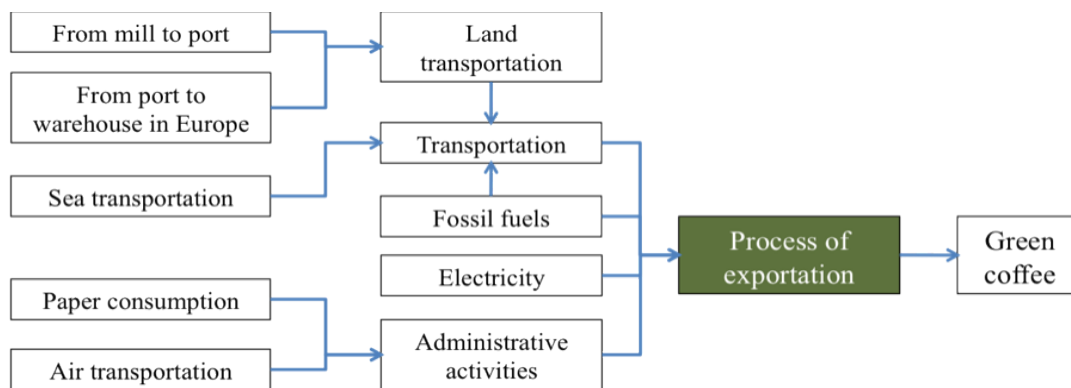 From mill to port
Land
transportation
From port to
warehouse in Europe
Transportation
Sea transportation
Fossil fuels
Process of
exportation
Green
coffee
Electricity
Paper consumption
Administrative
activities
Air transportation